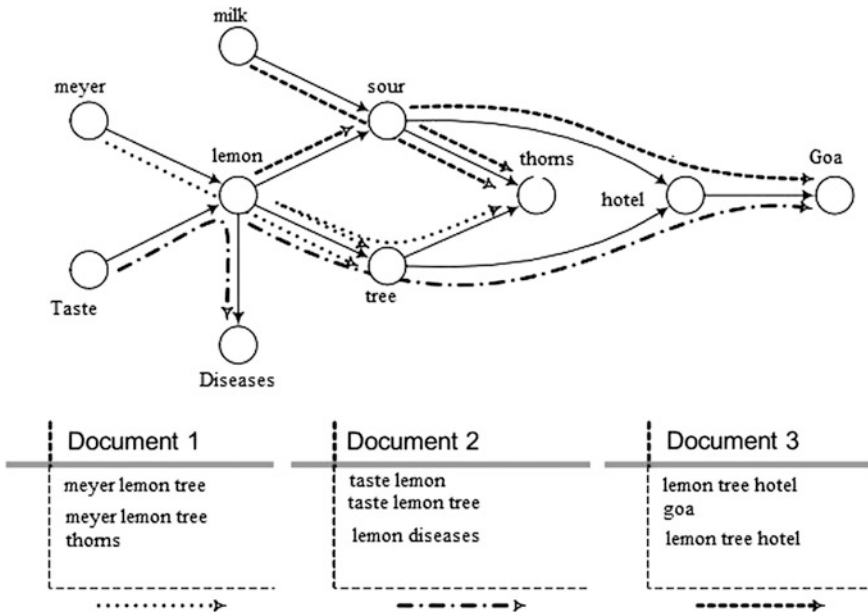 milk
meyer
sour
lemon
thorns
Goa
hotel
Taste
tree
Diseases
Document 1
meyer lemon tree
meyer lemon tree
thorns
Document 2
taste lemon
taste lemon tree
lemon diseases
Document 3
lemon tree hotel
goa
lemon tree hotel